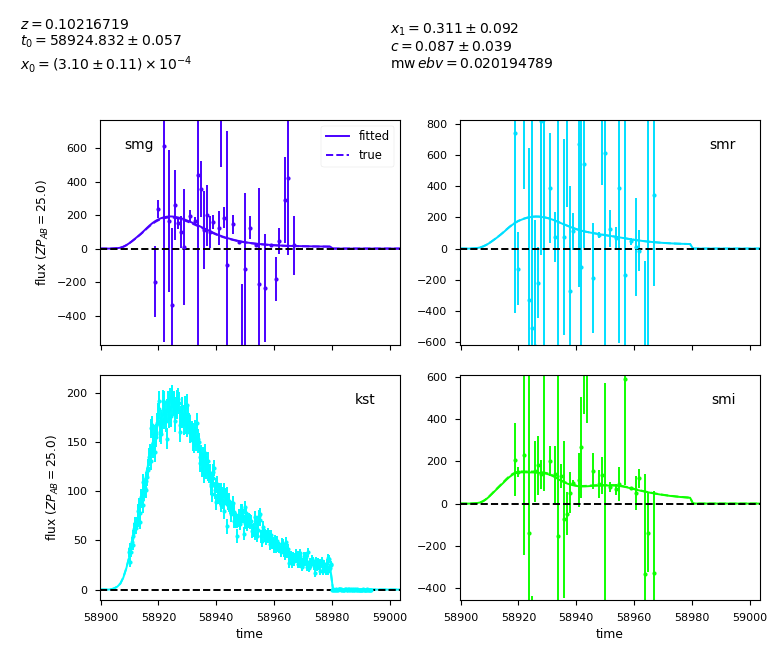 z = 0.10216719
t₀ = 58924.832 ± 0.057
x₀ = (3.10 ± 0.11) × 10⁻⁴
x₁ = 0.311 ± 0.092
c = 0.087 ± 0.039
mwebv = 0.020194789
smg
fitted
true
600
400
200
0
−200
−400
flux (ZP_AB = 25.0)
smr
800
600
400
200
0
−200
−400
−600
kst
200
150
100
50
0
flux (ZP_AB = 25.0)
58900 58920 58940 58960 58980 59000
time
smi
600
400
200
0
−200
−400
58900 58920 58940 58960 58980 59000
time